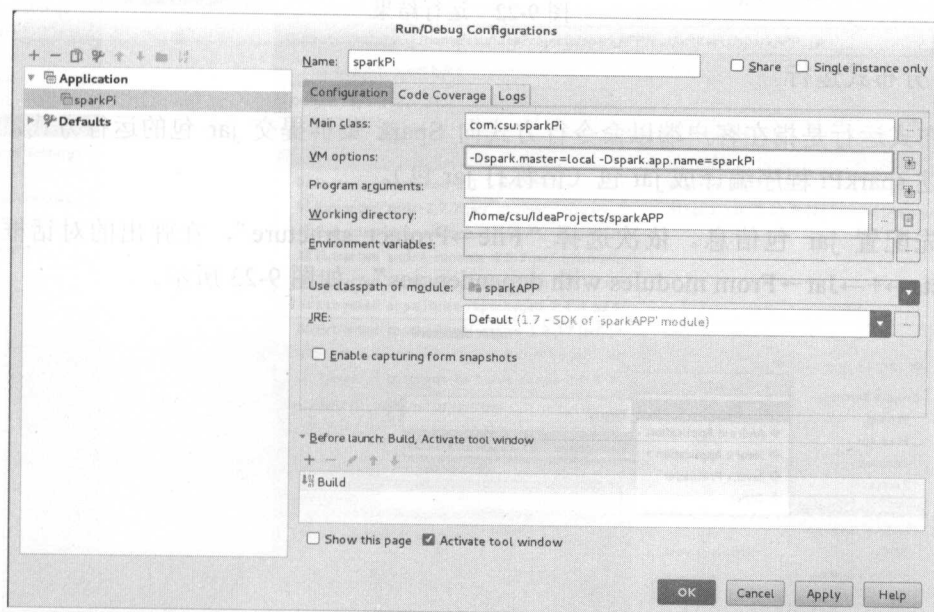 Run/Debug Configurations
Name: sparkPi
Share
Single instance only
Application
sparkPi
Defaults
Configuration
Code Coverage
Logs
Main class: com.csu.sparkPi
VM options: -Dspark.master=local -Dspark.app.name=sparkPi
Program arguments:
Working directory: /home/csu/IdeaProjects/sparkAPP
Environment variables:
Use classpath of module: sparkAPP
JRE: Default (1.7 - SDK of 'sparkAPP' module)
Enable capturing form snapshots
Before launch: Build, Activate tool window
Build
Show this page
Activate tool window
OK
Cancel
Apply
Help